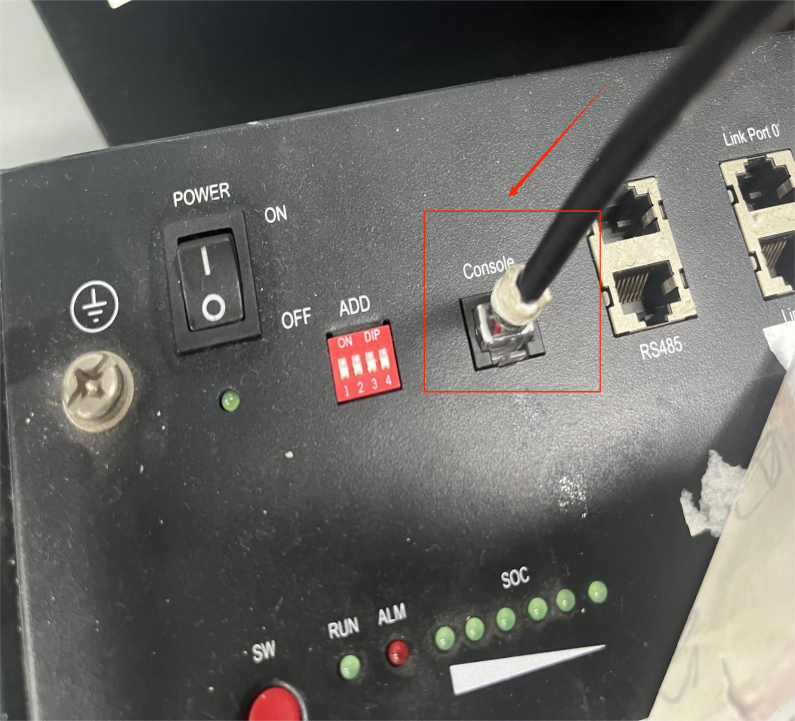 Link Port 0
POWER
ON
Console
OFF
ADD
ON DIP
1 2 3 4
RS485
SOC
RUN
ALM
SW